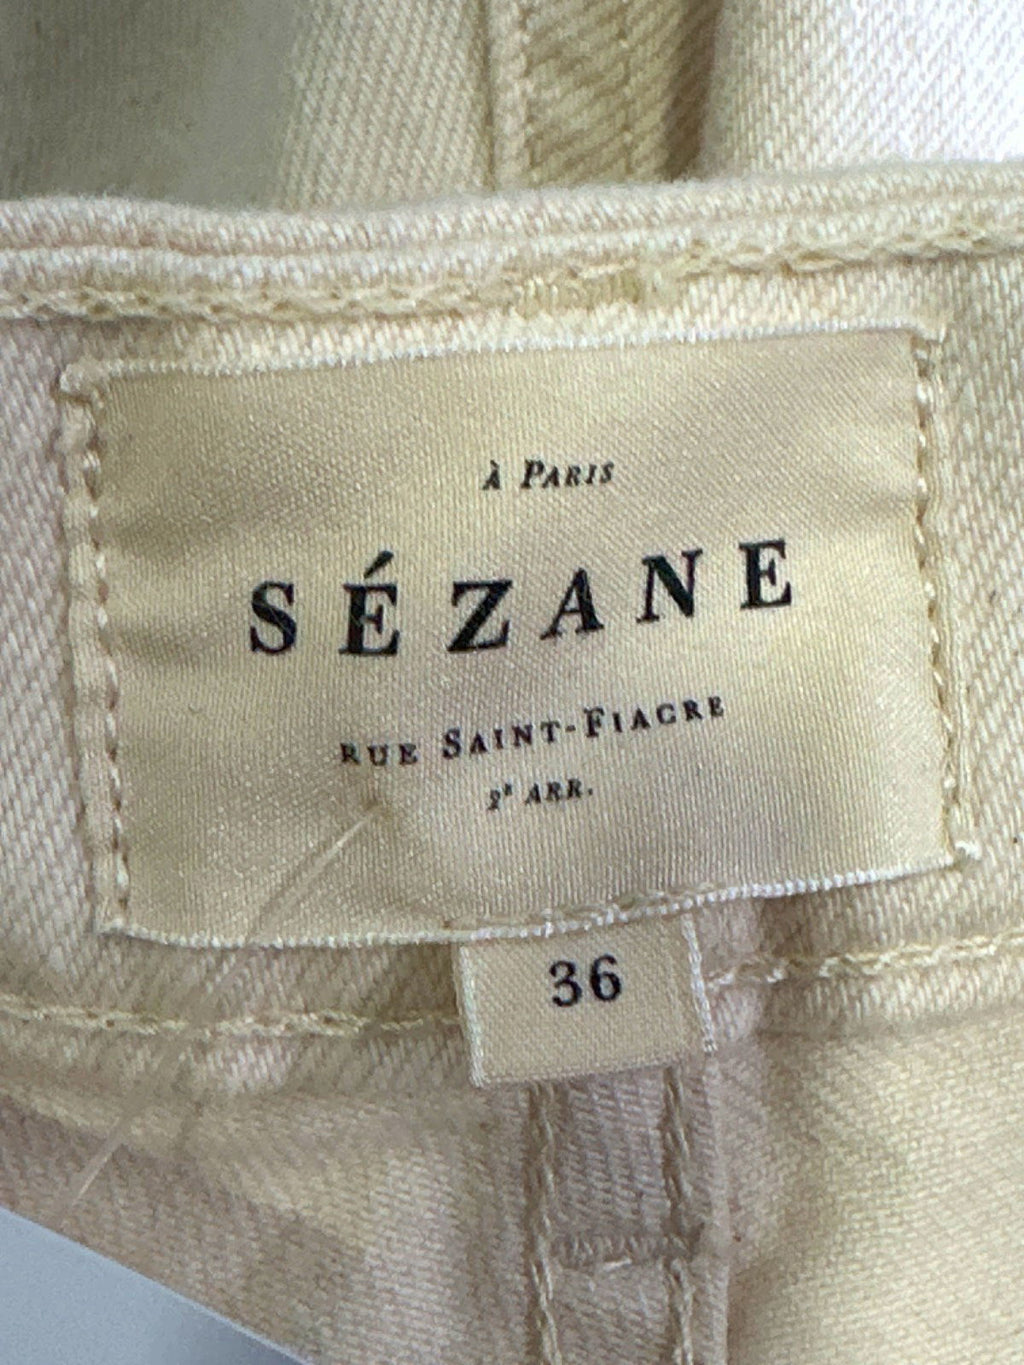 À PARIS
SÉZANE
RUE SAINT-FIACRE
2E ARR.
36